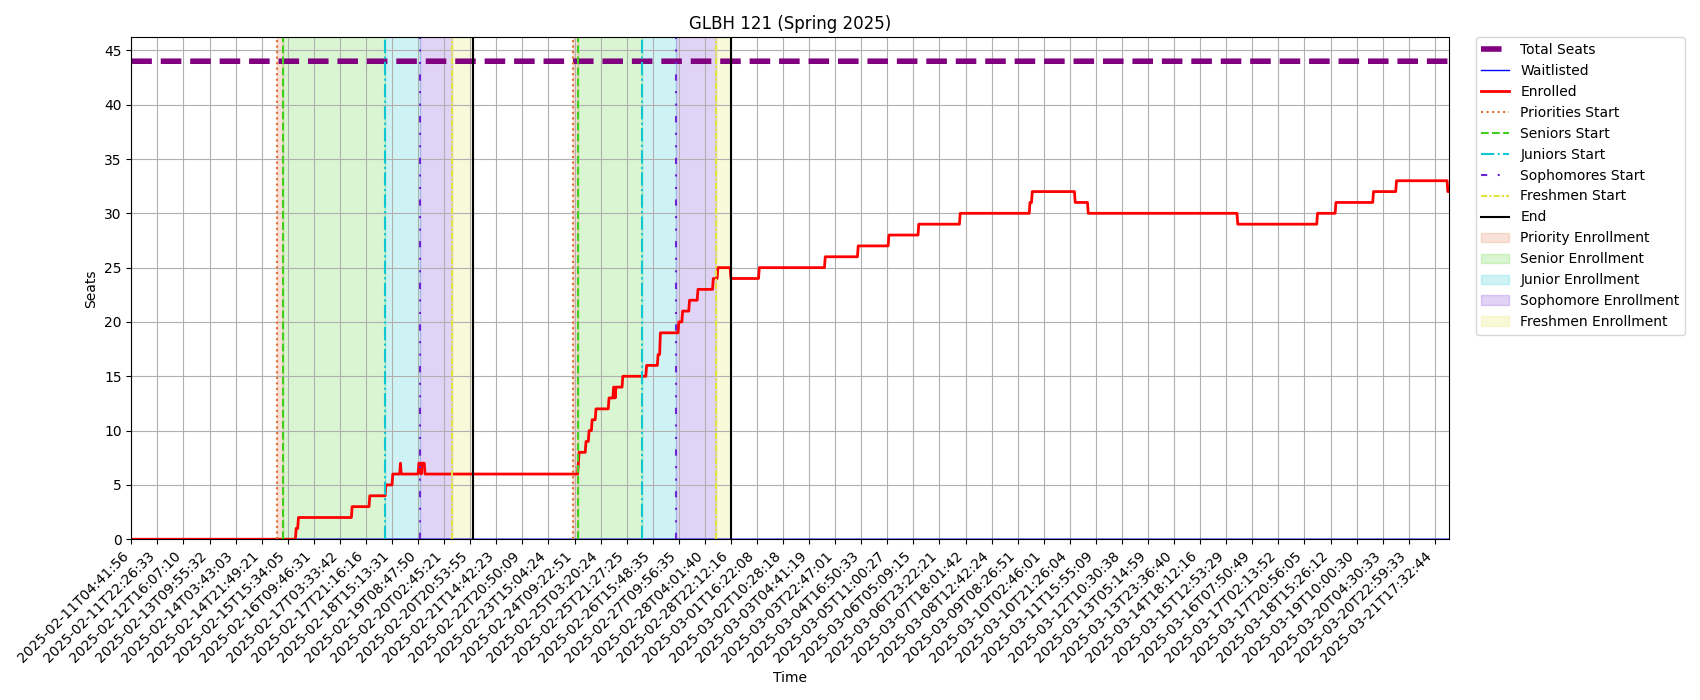 GLBH 121 (Spring 2025)
Seats
45
40
35
30
25
20
15
10
5
0
2025-02-11T04:41:56
2025-02-11T22:26:33
2025-02-12T16:07:10
2025-02-13T09:55:32
2025-02-14T03:43:03
2025-02-14T21:49:21
2025-02-15T15:34:05
2025-02-16T09:46:31
2025-02-17T03:33:42
2025-02-17T21:16:16
2025-02-18T15:13:31
2025-02-19T08:47:50
2025-02-20T02:45:21
2025-02-20T20:53:55
2025-02-21T14:42:23
2025-02-22T20:50:09
2025-02-23T15:04:24
2025-02-24T09:22:51
2025-02-25T03:20:24
2025-02-25T21:27:25
2025-02-26T15:48:35
2025-02-27T09:56:35
2025-02-28T04:01:40
2025-02-28T22:12:16
2025-03-01T16:22:08
2025-03-02T10:28:18
2025-03-03T04:41:19
2025-03-03T22:47:01
2025-03-04T16:50:33
2025-03-05T11:00:27
2025-03-06T05:09:15
2025-03-06T23:22:21
2025-03-07T18:01:42
2025-03-08T12:42:24
2025-03-09T08:26:51
2025-03-10T02:46:01
2025-03-10T21:26:04
2025-03-11T15:55:09
2025-03-12T10:30:38
2025-03-13T05:14:59
2025-03-13T23:36:40
2025-03-14T18:12:16
2025-03-15T12:53:29
2025-03-16T07:50:49
2025-03-17T02:13:52
2025-03-17T20:56:05
2025-03-18T15:26:12
2025-03-19T10:00:30
2025-03-20T04:30:33
2025-03-20T22:59:33
2025-03-21T17:32:44
Time
Total Seats
Waitlisted
Enrolled
Priorities Start
Seniors Start
Juniors Start
Sophomores Start
Freshmen Start
End
Priority Enrollment
Senior Enrollment
Junior Enrollment
Sophomore Enrollment
Freshmen Enrollment